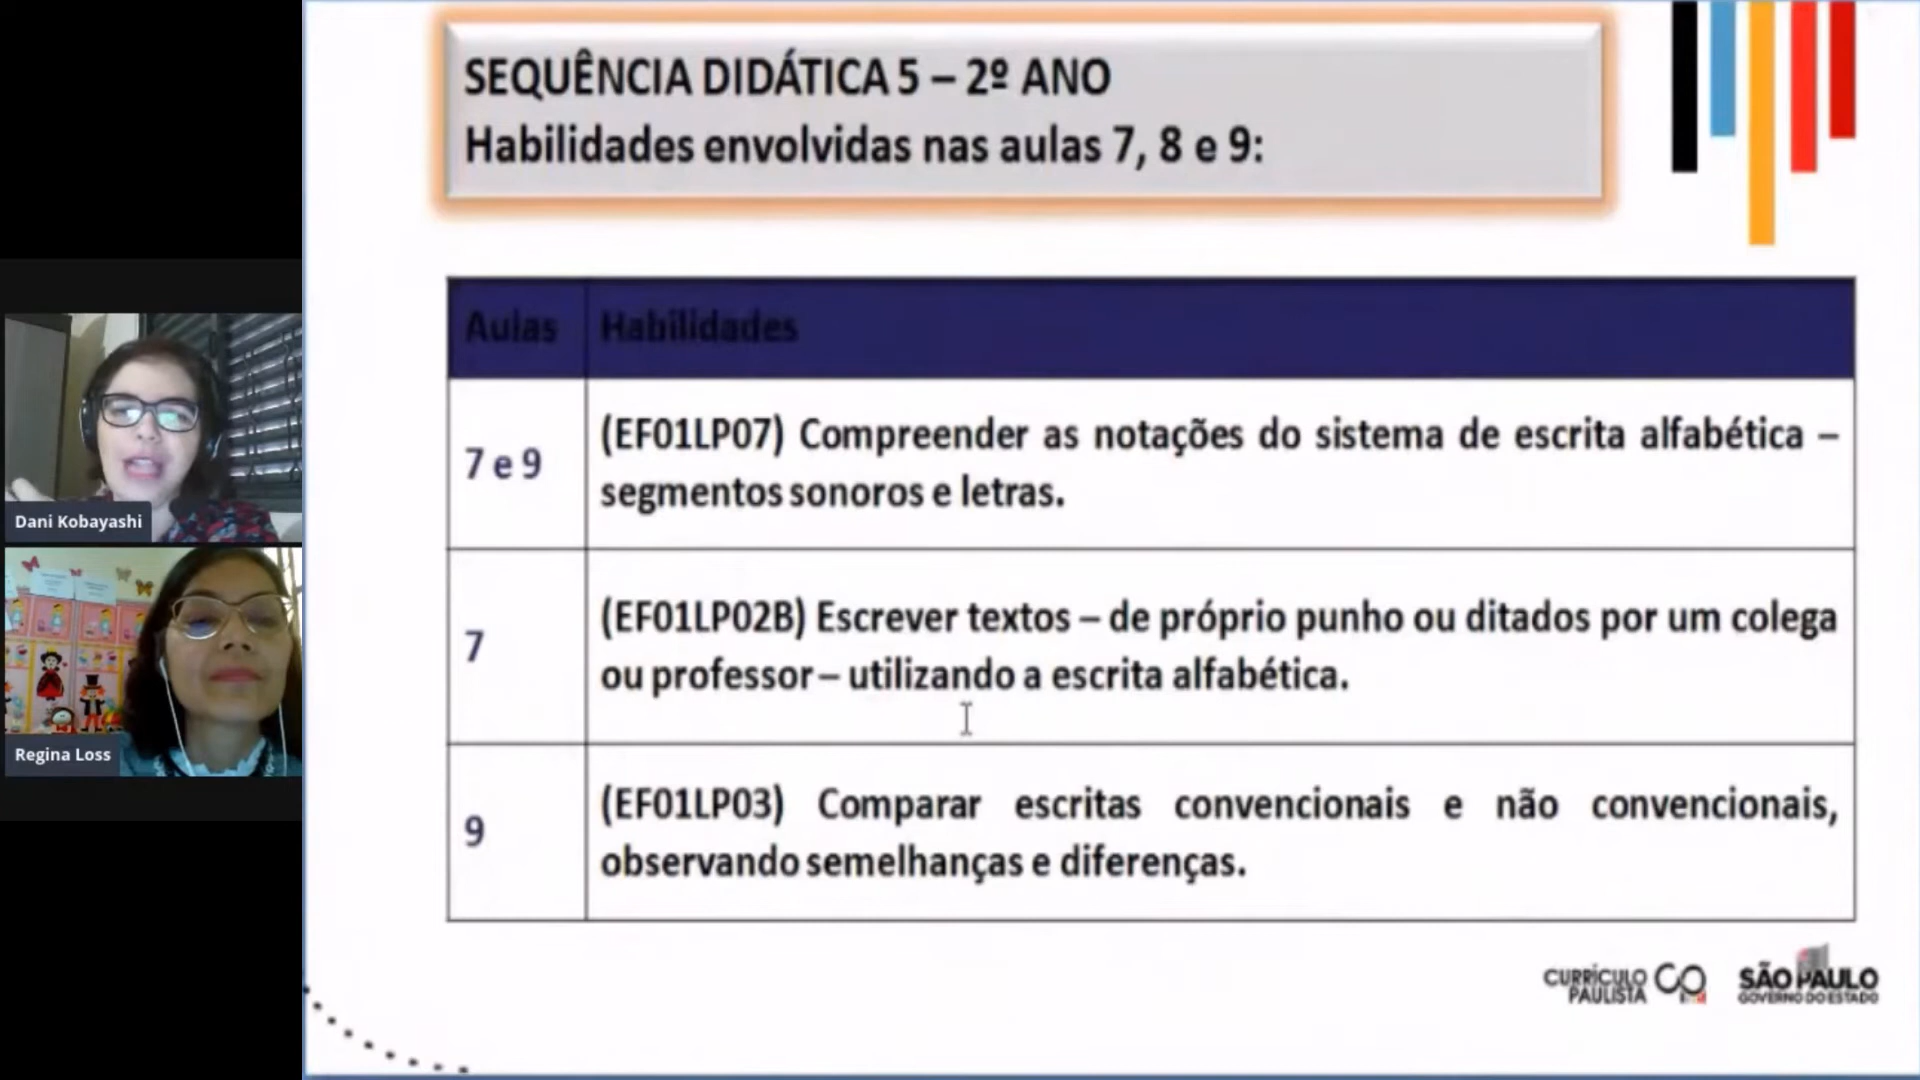 SEQUÊNCIA DIDÁTICA 5 – 2º ANO
Habilidades envolvidas nas aulas 7, 8 e 9:
Aulas Habilidades
7 e 9
(EF01LP07) Compreender as notações do sistema de escrita alfabética –
segmentos sonoros e letras.
7
(EF01LP02B) Escrever textos – de próprio punho ou ditados por um colega
ou professor – utilizando a escrita alfabética.
9
(EF01LP03) Comparar escritas convencionais e não convencionais,
observando semelhanças e diferenças.
Dani Kobayashi
Regina Loss
CURRÍCULO
PAULISTA
SÃO PAULO
GOVERNO DO ESTADO